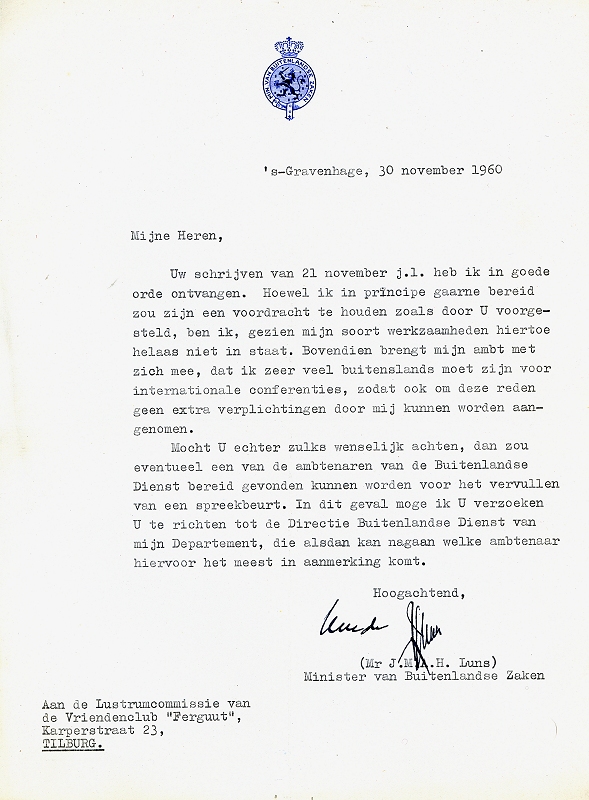 MIN VAN BUITENLANDSE ZAKEN
's-Gravenhage, 30 november 1960
Mijne Heren,
Uw schrijven van 21 november j.l. heb ik in goede
orde ontvangen. Hoewel ik in principe gaarne bereid
zou zijn een voordracht te houden zoals door U voorge-
steld, ben ik, gezien mijn soort werkzaamheden hiertoe
helaas niet in staat. Bovendien brengt mijn ambt met
zich mee, dat ik zeer veel buitenslands moet zijn voor
internationale conferenties, zodat ook om deze reden
geen extra verplichtingen door mij kunnen worden aan-
genomen.
Mocht U echter zulks wenselijk achten, dan zou
eventueel een van de ambtenaren van de Buitenlandse
Dienst bereid gevonden kunnen worden voor het vervullen
van een spreekbeurt. In dit geval moge ik U verzoeken
U te richten tot de Directie Buitenlandse Dienst van
mijn Departement, die alsdan kan nagaan welke ambtenaar
hiervoor het meest in aanmerking komt.
Hoogachtend,
(Mr J.M.A.H. Luns)
Minister van Buitenlandse Zaken
Aan de Lustrumcommissie van
de Vriendenclub "Ferguut",
Karperstraat 23,
TILBURG.